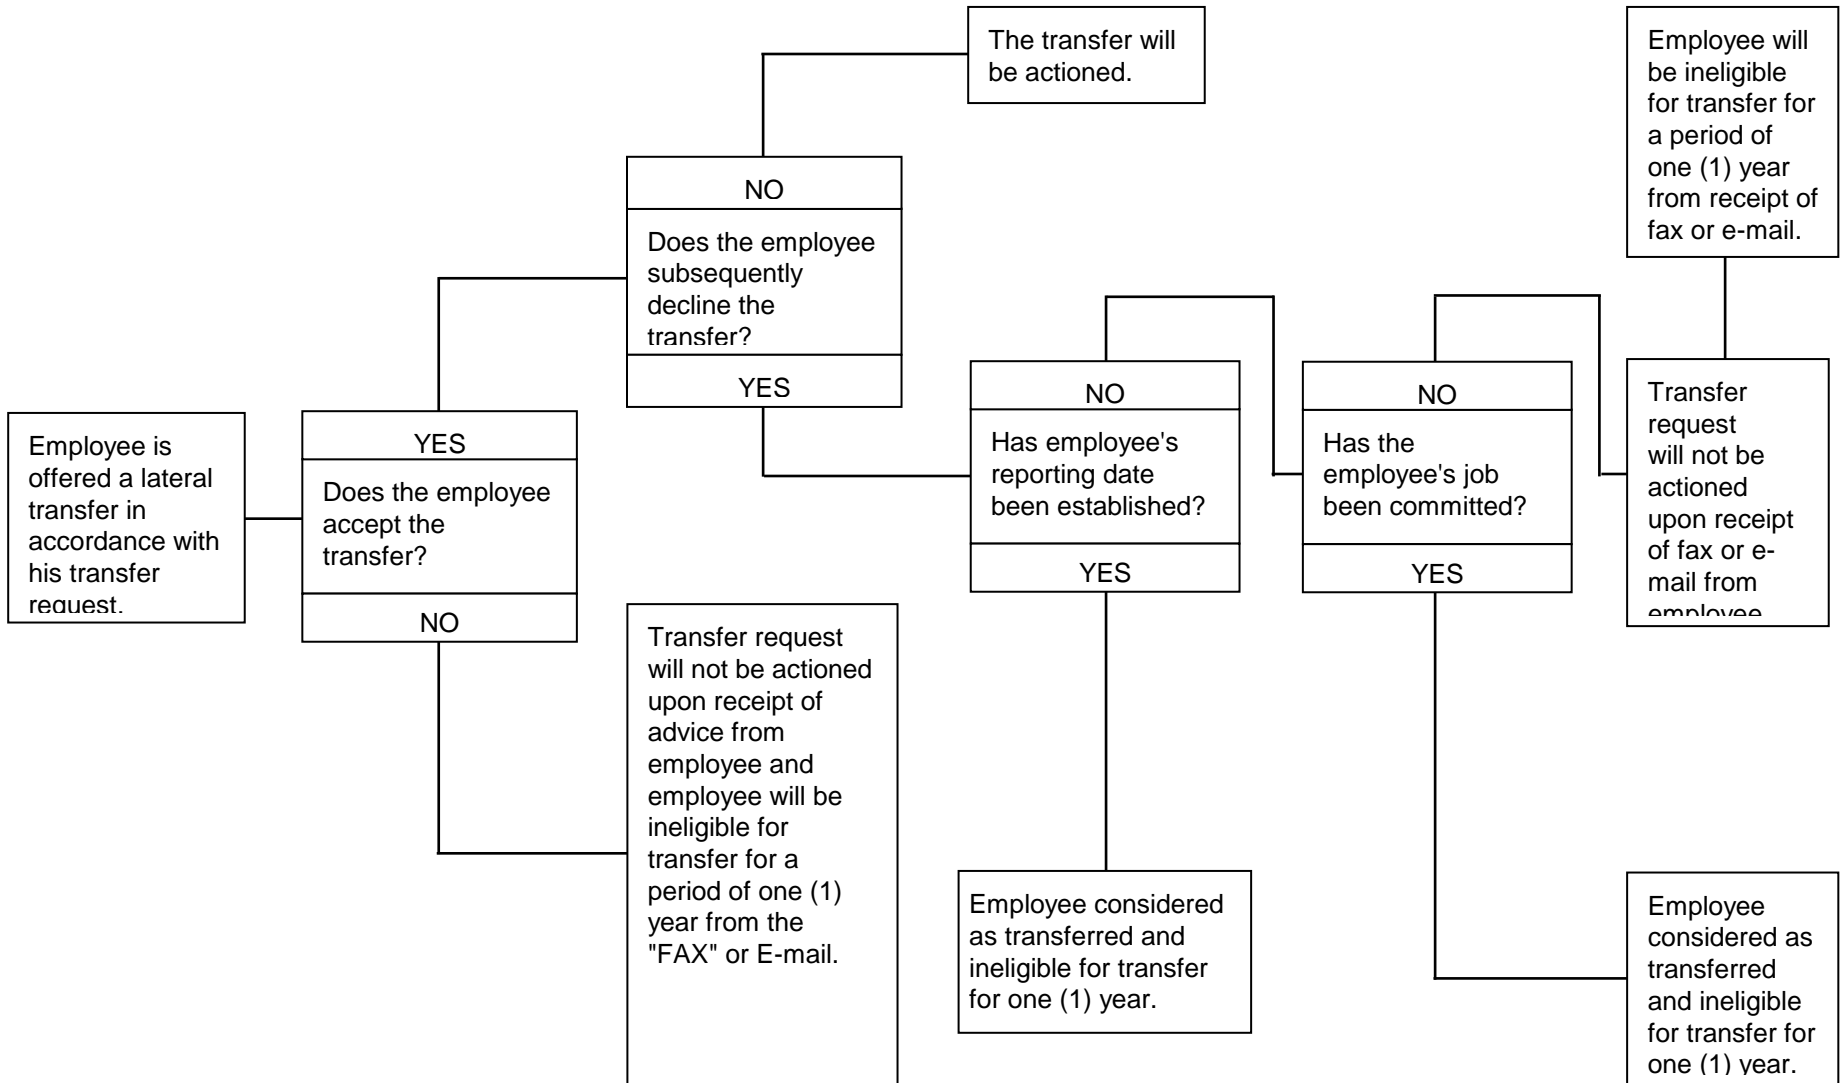 The transfer will
be actioned.
Employee will
be ineligible
for transfer for
a period of
one (1) year
from receipt of
fax or e-mail.
NO
Does the employee
subsequently
decline the
transfer?
YES
Employee is
offered a lateral
transfer in
accordance with
his transfer
request.
YES
Does the employee
accept the
transfer?
NO
NO
Has employee's
reporting date
been established?
YES
NO
Has the
employee's job
been committed?
YES
Transfer
request
will not be
actioned
upon receipt
of fax or e-
mail from
employee
Transfer request
will not be actioned
upon receipt of
advice from
employee and
employee will be
ineligible for
transfer for a
period of one (1)
year from the
"FAX" or E-mail.
Employee considered
as transferred and
ineligible for transfer
for one (1) year.
Employee
considered as
transferred
and ineligible
for transfer for
one (1) year.